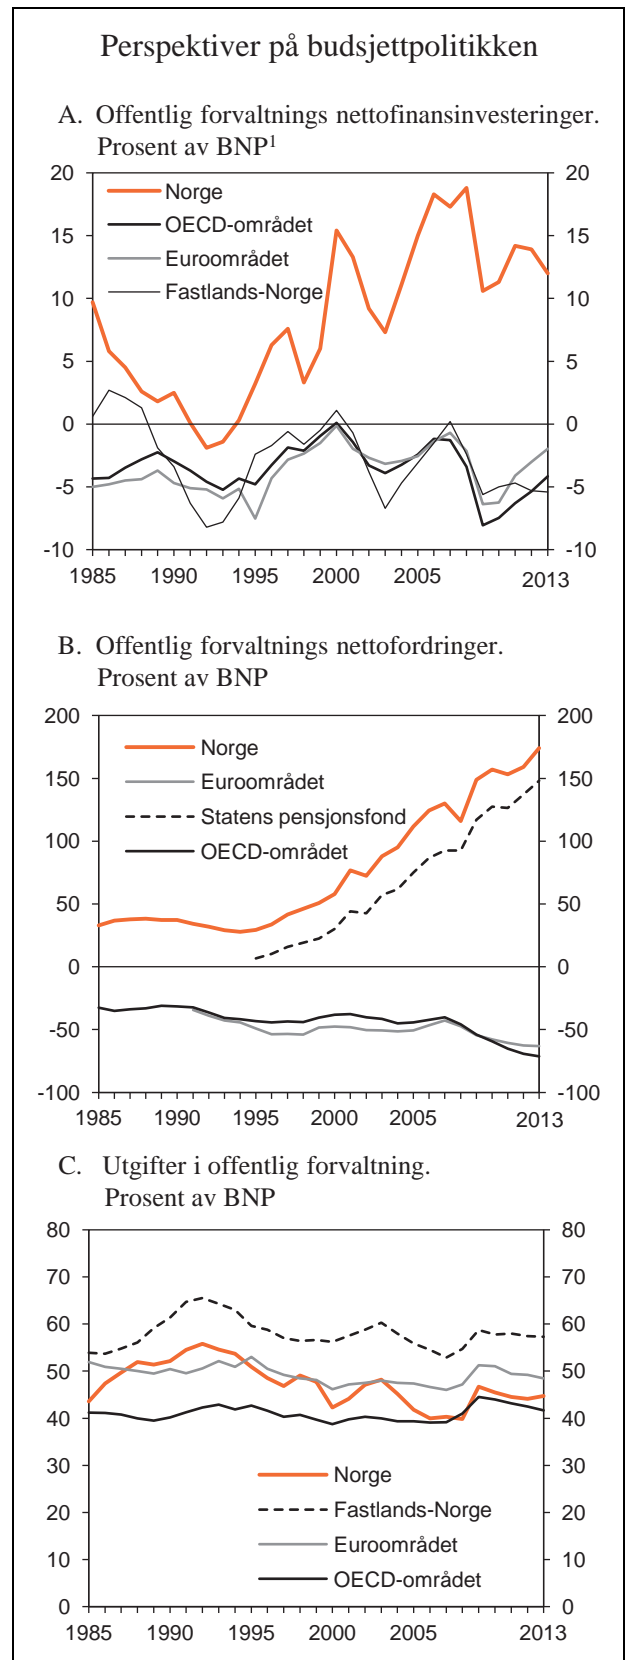 Perspektiver på budsjettpolitikken
A. Offentlig forvaltnings nettofinansinvesteringer.
Prosent av BNP¹
20 20
Norge
OECD-området
15 15
Euroområdet
Fastlands-Norge
10 10
5 5
0 0
-5 -5
-10 -10
1985 1990 1995 2000 2005 2013
B. Offentlig forvaltnings nettofordringer.
Prosent av BNP
200 200
Norge
150 150
Euroområdet
Statens pensjonsfond
100 100
OECD-området
50 50
0 0
-50 -50
-100 -100
1985 1990 1995 2000 2005 2013
C. Utgifter i offentlig forvaltning.
Prosent av BNP
80 80
70 70
60 60
50 50
40 40
30 30
Norge
20 20
Fastlands-Norge
Euroområdet
10 10
OECD-området
0 0
1985 1990 1995 2000 2005 2013